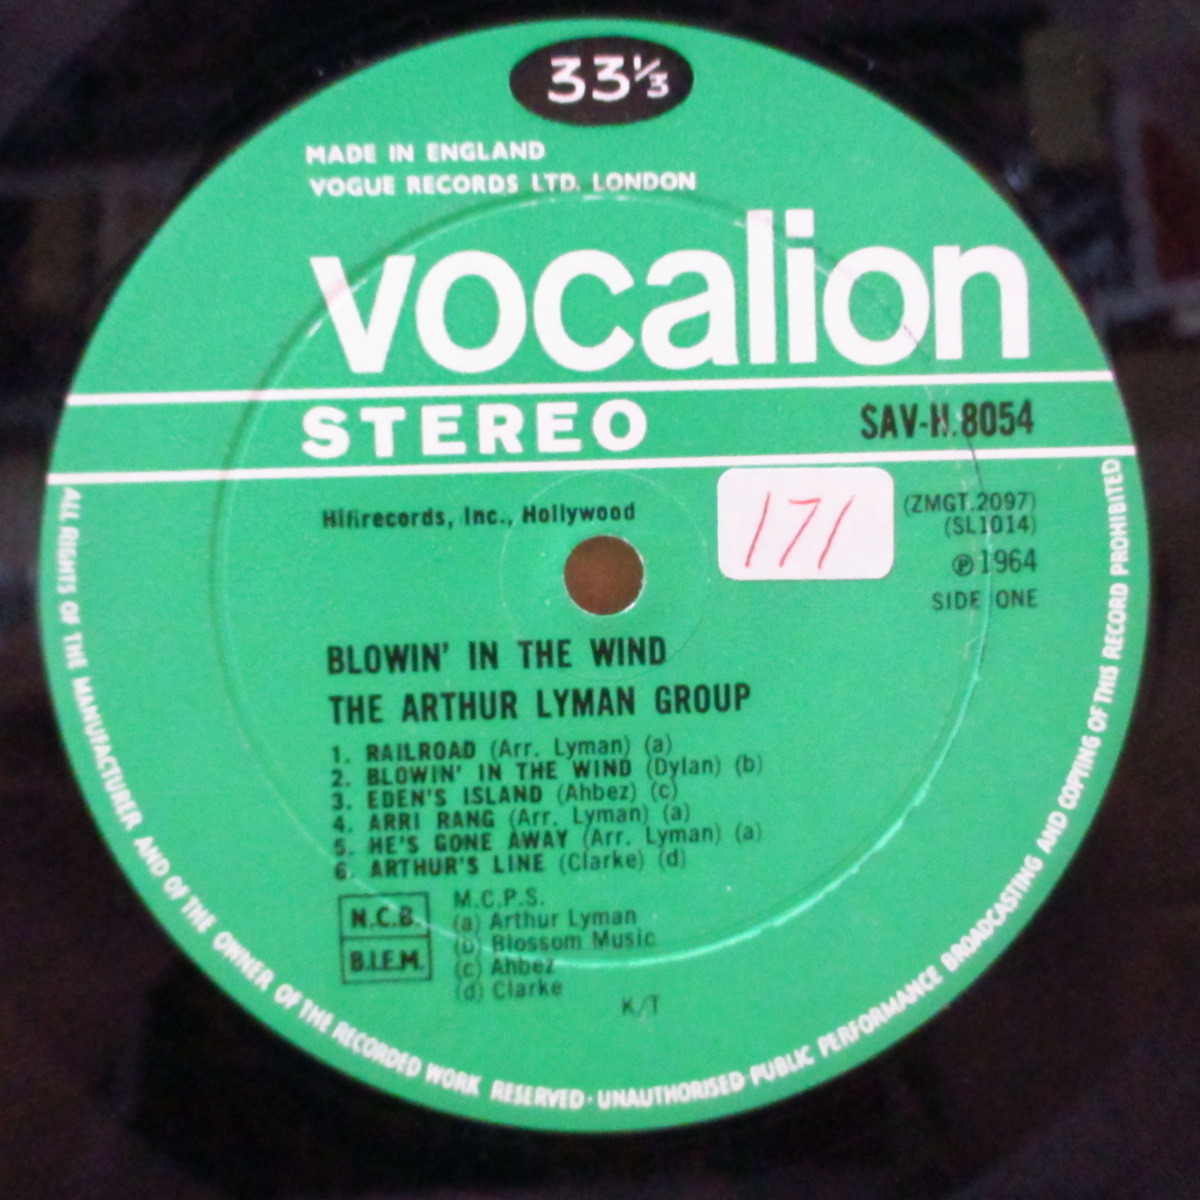 33⅓
MADE IN ENGLAND
VOGUE RECORDS LTD. LONDON
vocalion
STEREO SAV-N.8054
Hifirecords, Inc., Hollywood
171
(ZMGT.2097)
(SL1014)
℗1964
SIDE ONE
BLOWIN' IN THE WIND
THE ARTHUR LYMAN GROUP
1. RAILROAD (Arr. Lyman) (a)
2. BLOWIN' IN THE WIND (Dylan) (b)
3. EDEN'S ISLAND (Ahbez) (c)
4. ARRI RANG (Arr. Lyman) (a)
5. HE'S GONE AWAY (Arr. Lyman) (a)
6. ARTHUR'S LINE (Clarke) (d)
N.C.B.
B.I.E.M.
M.C.P.S.
(a) Arthur Lyman
(b) Blossom Music
(c) Ahbez
(d) Clarke
K/T
ALL RIGHTS OF THE MANUFACTURER AND OF THE OWNER OF THE RECORDED WORK RESERVED · UNAUTHORISED PUBLIC PERFORMANCE BROADCASTING AND COPYING OF THIS RECORD PROHIBITED